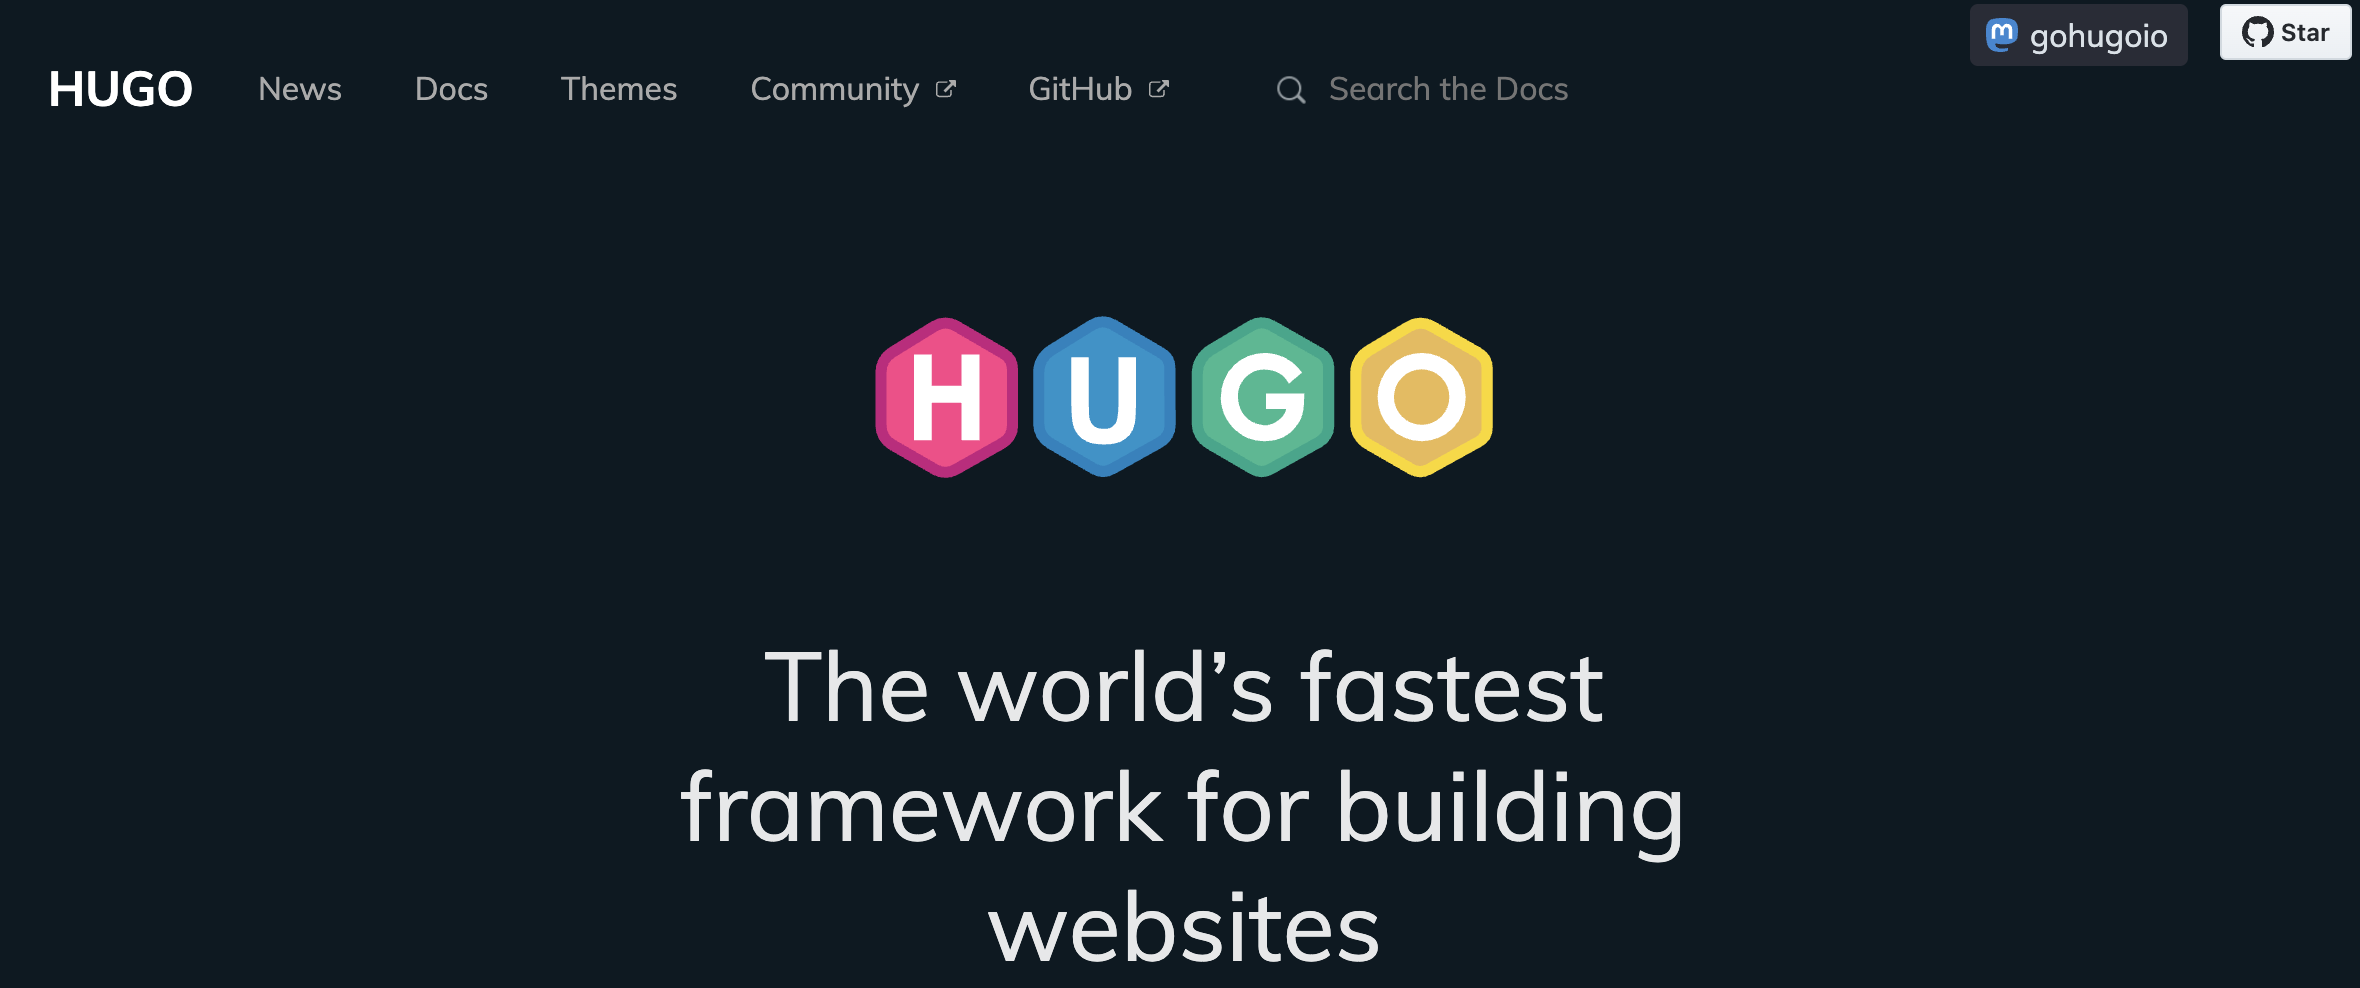 gohugoio
Star
HUGO News Docs Themes Community GitHub Search the Docs
HUGO
The world’s fastest
framework for building
websites